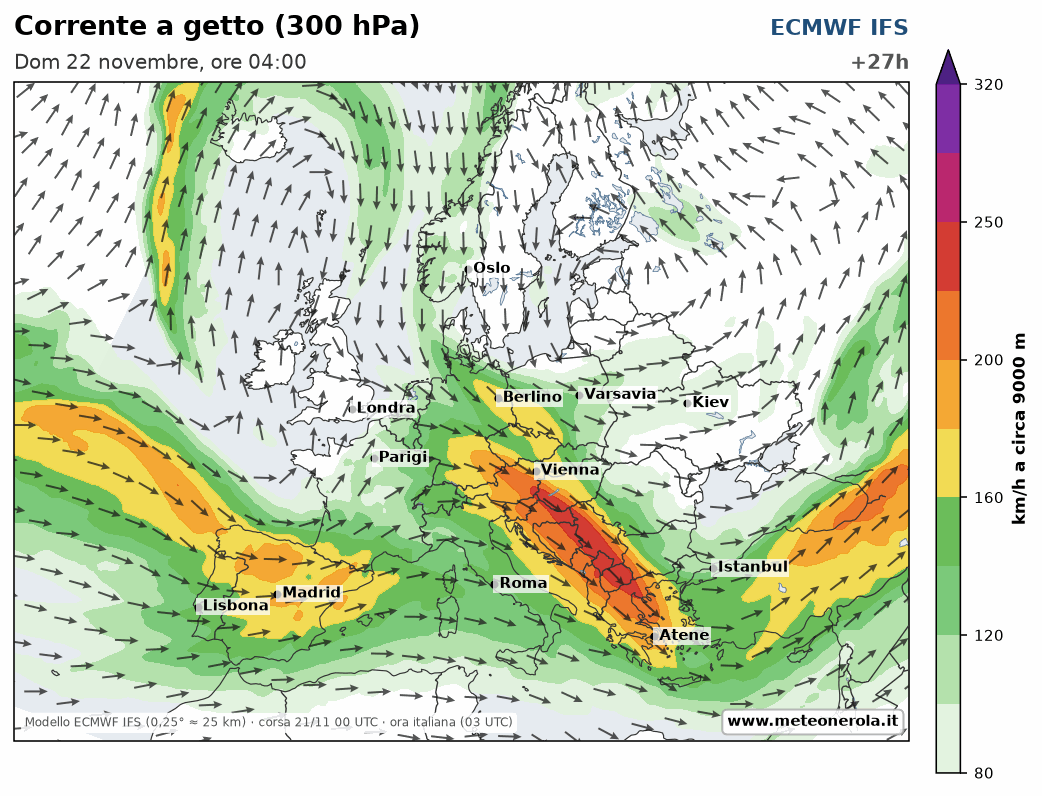 Corrente a getto (300 hPa)
ECMWF IFS
Dom 22 novembre, ore 04:00
+27h
320
250
200
160
120
80
km/h a circa 9000 m
Oslo
Berlino
Varsavia
Kiev
Londra
Parigi
Vienna
Istanbul
Roma
Madrid
Lisbona
Atene
Modello ECMWF IFS (0,25° ≈ 25 km) · corsa 21/11 00 UTC · ora italiana (03 UTC)
www.meteonerola.it